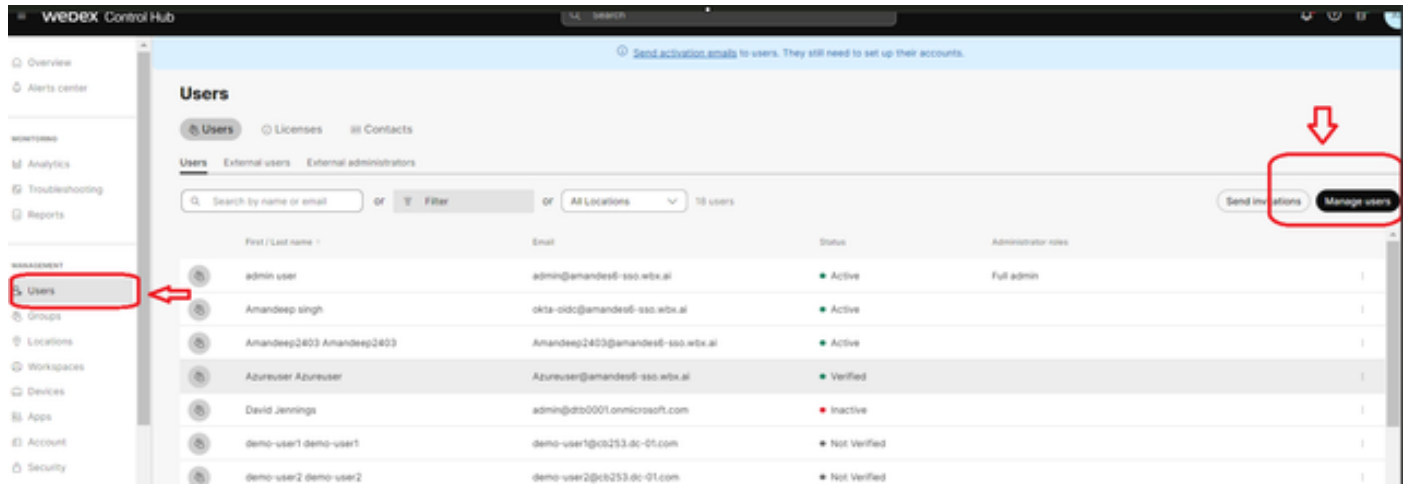 Webex Control Hub
Search
Overview
Alerts center
MONITORING
Analytics
Troubleshooting
Reports
MANAGEMENT
Users
Groups
Locations
Workspaces
Devices
Apps
Account
Security
Send activation emails to users. They still need to set up their accounts.
Users
Users Licenses Contacts
Users External users External administrators
Search by name or email or Filter or All Locations 18 users Send invitations Manage users
First / Last name Email Status Administrator roles
admin user admin@amandes6-sso.wbx.ai Active Full admin
Amandeep singh okta-oidc@amandes6-sso.wbx.ai Active
Amandeep2403 Amandeep2403 Amandeep2403@amandes6-sso.wbx.ai Active
Azureuser Azureuser Azureuser@amandes6-sso.wbx.ai Verified
David Jennings admin@dtb0001.onmicrosoft.com Inactive
demo-user1 demo-user1 demo-user1@cb253.dc-01.com Not Verified
demo-user2 demo-user2 demo-user2@cb253.dc-01.com Not Verified